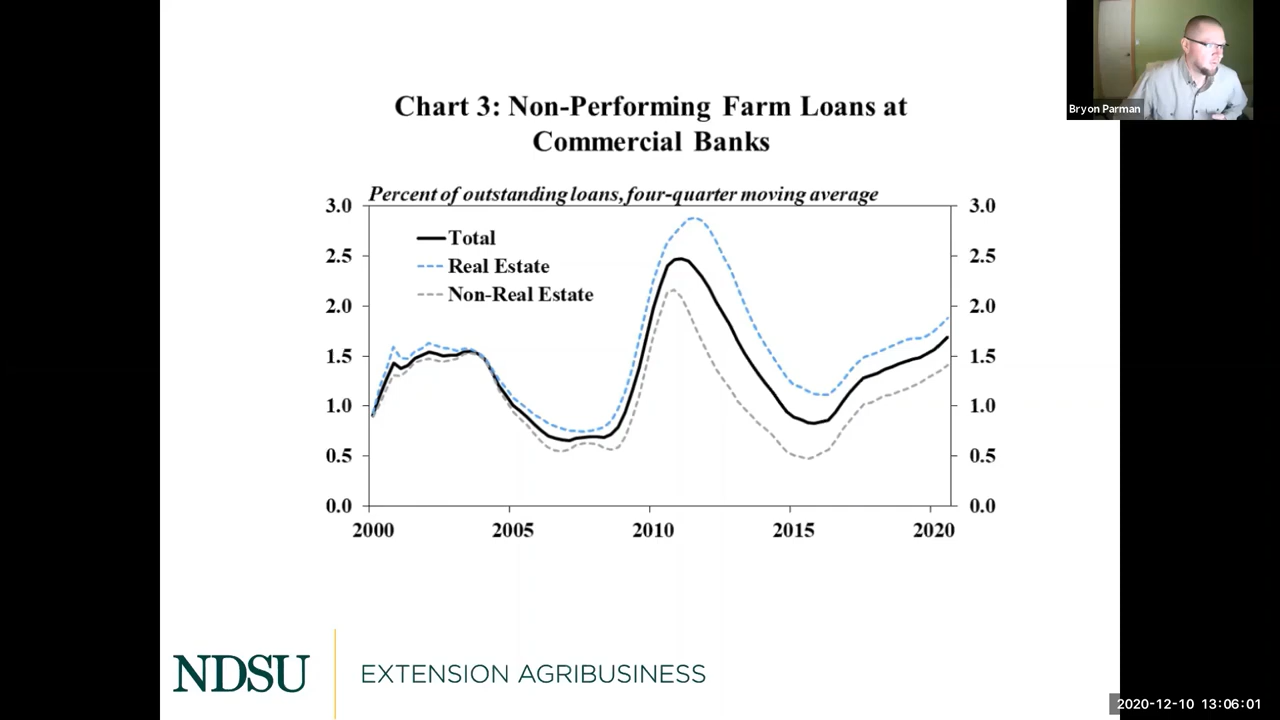 Bryon Parman
Chart 3: Non-Performing Farm Loans at
Commercial Banks
Percent of outstanding loans, four-quarter moving average
3.0 3.0
Total
2.5 2.5
Real Estate
Non-Real Estate
2.0 2.0
1.5 1.5
1.0 1.0
0.5 0.5
0.0 0.0
2000 2005 2010 2015 2020
NDSU EXTENSION AGRIBUSINESS
2020-12-10 13:06:01